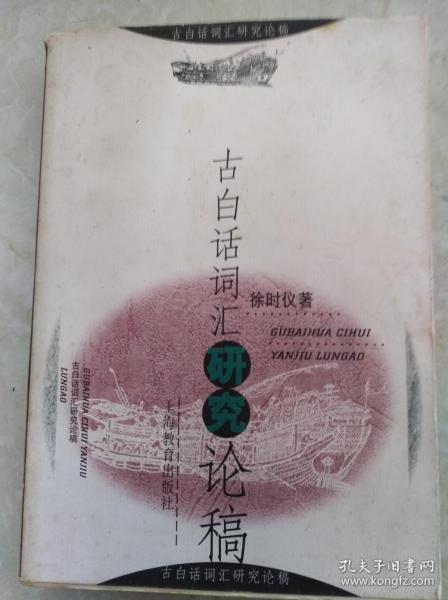 古白话词汇研究论稿
古白话词汇研究论稿
徐时仪著
GUBAIHUA CIHUI
YANJIU LUNGAO
上海教育出版社
GUBAIHUA CIHUI YANJIU
古白话词汇研究论稿
LUNGAO
古白话词汇研究论稿
孔夫子旧书网
www.kongfz.com